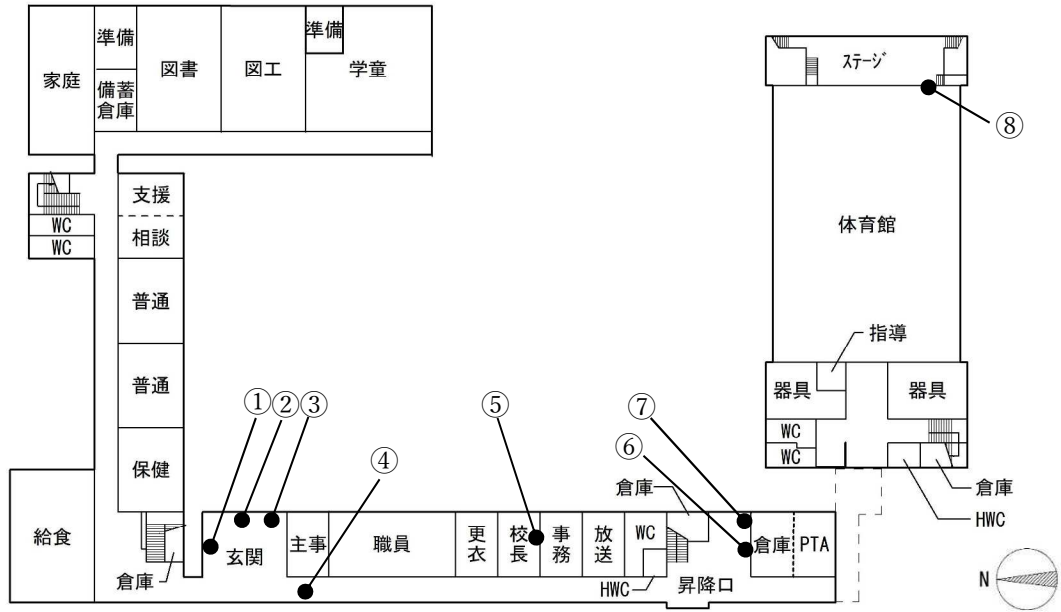 家庭
準備
備蓄
倉庫
図書
図工
準備
学童
ステージ
⑧
体育館
指導
器具
器具
WC
WC
倉庫
HWC
支援
相談
WC
WC
普通
普通
保健
①
②
③
④
⑤
⑥
⑦
給食
倉庫
玄関
主事
職員
更衣
校長
事務
放送
WC
HWC
倉庫
昇降口
倉庫
PTA
N